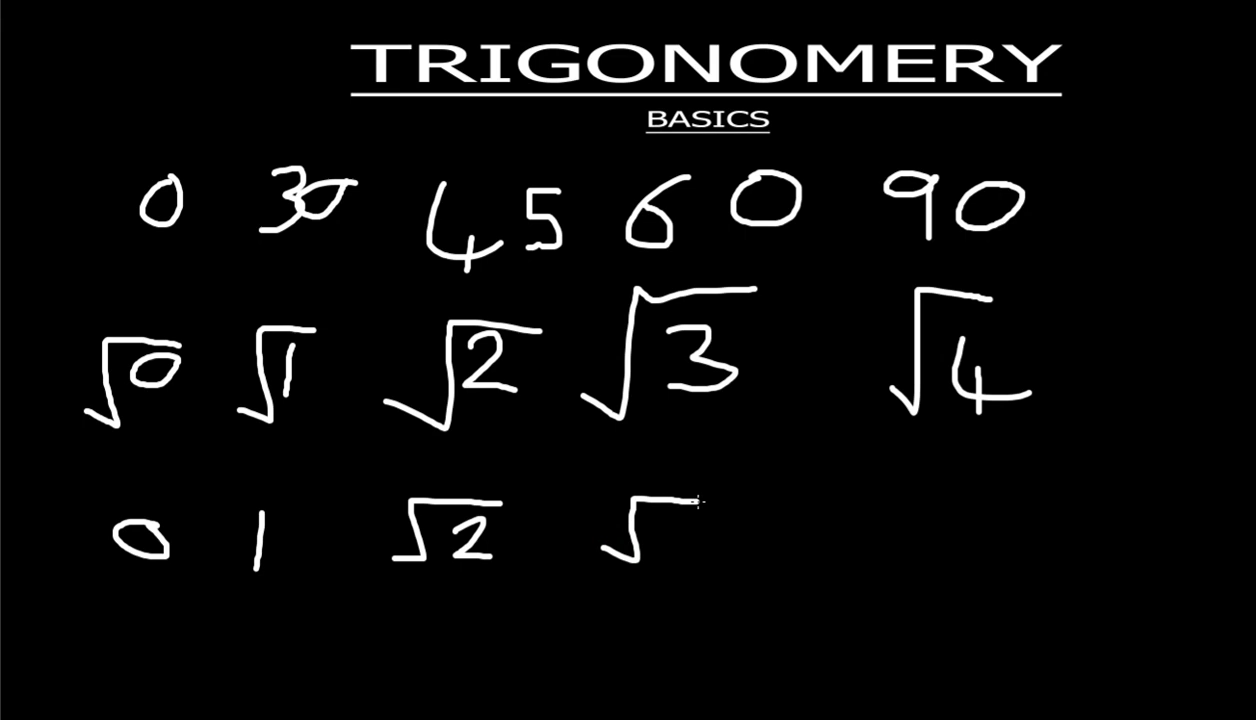 TRIGONOMERY
BASICS
0 30 45 60 90
√0 √1 √2 √3 √4
0 1 √2 √